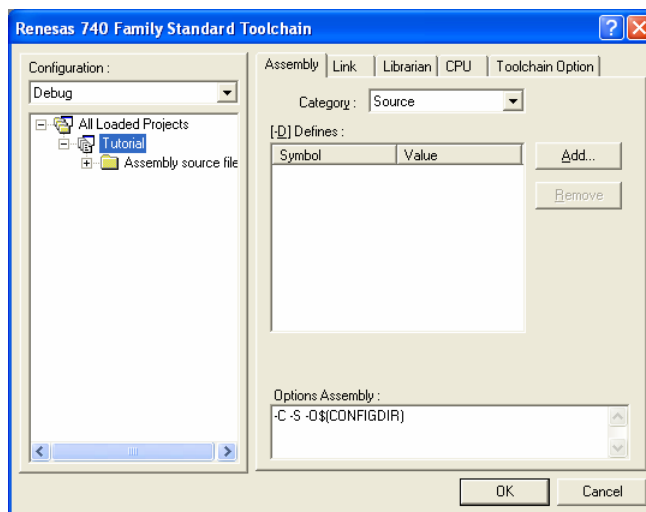 Renesas 740 Family Standard Toolchain
Configuration :
Debug
All Loaded Projects
Tutorial
Assembly source file
Assembly Link Librarian CPU Toolchain Option
Category : Source
[-D] Defines :
Symbol Value
Add...
Remove
Options Assembly :
-C -S -O$(CONFIGDIR)
OK Cancel